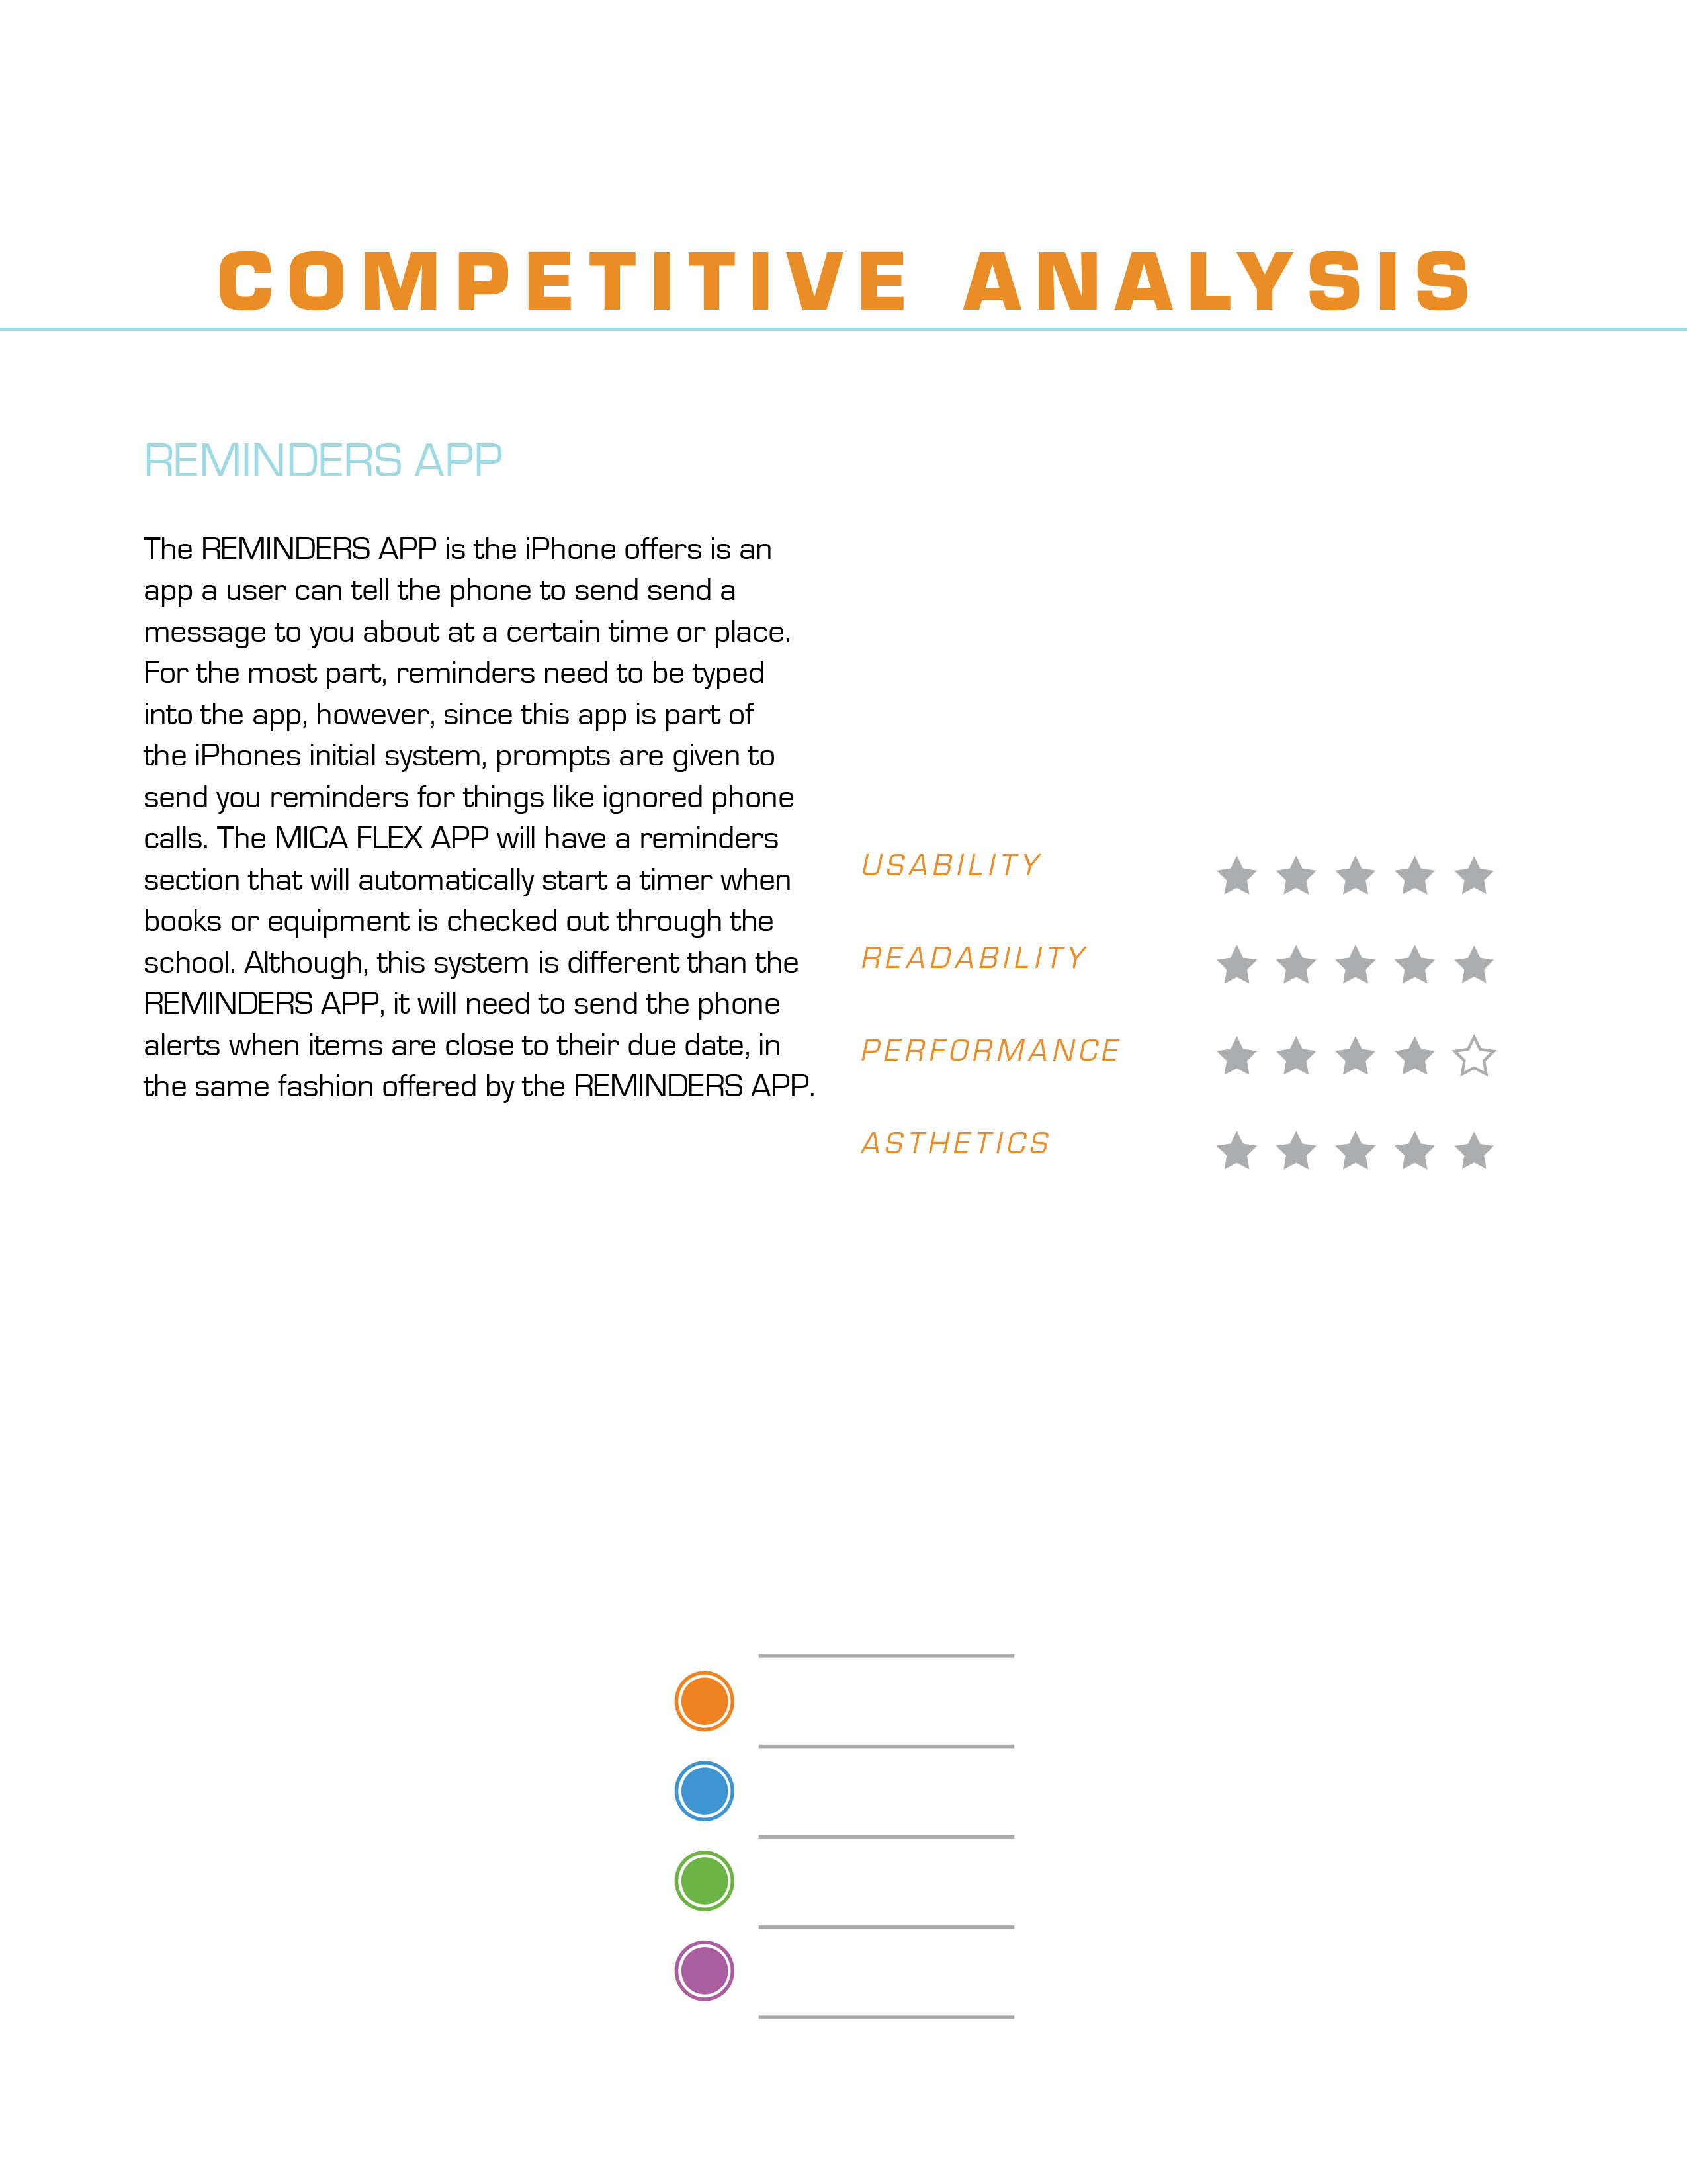 COMPETITIVE ANALYSIS
REMINDERS APP
The REMINDERS APP is the iPhone offers is an
app a user can tell the phone to send send a
message to you about at a certain time or place.
For the most part, reminders need to be typed
into the app, however, since this app is part of
the iPhones initial system, prompts are given to
send you reminders for things like ignored phone
calls. The MICA FLEX APP will have a reminders
section that will automatically start a timer when
books or equipment is checked out through the
school. Although, this system is different than the
REMINDERS APP, it will need to send the phone
alerts when items are close to their due date, in
the same fashion offered by the REMINDERS APP.
USABILITY
READABILITY
PERFORMANCE
ASTHETICS